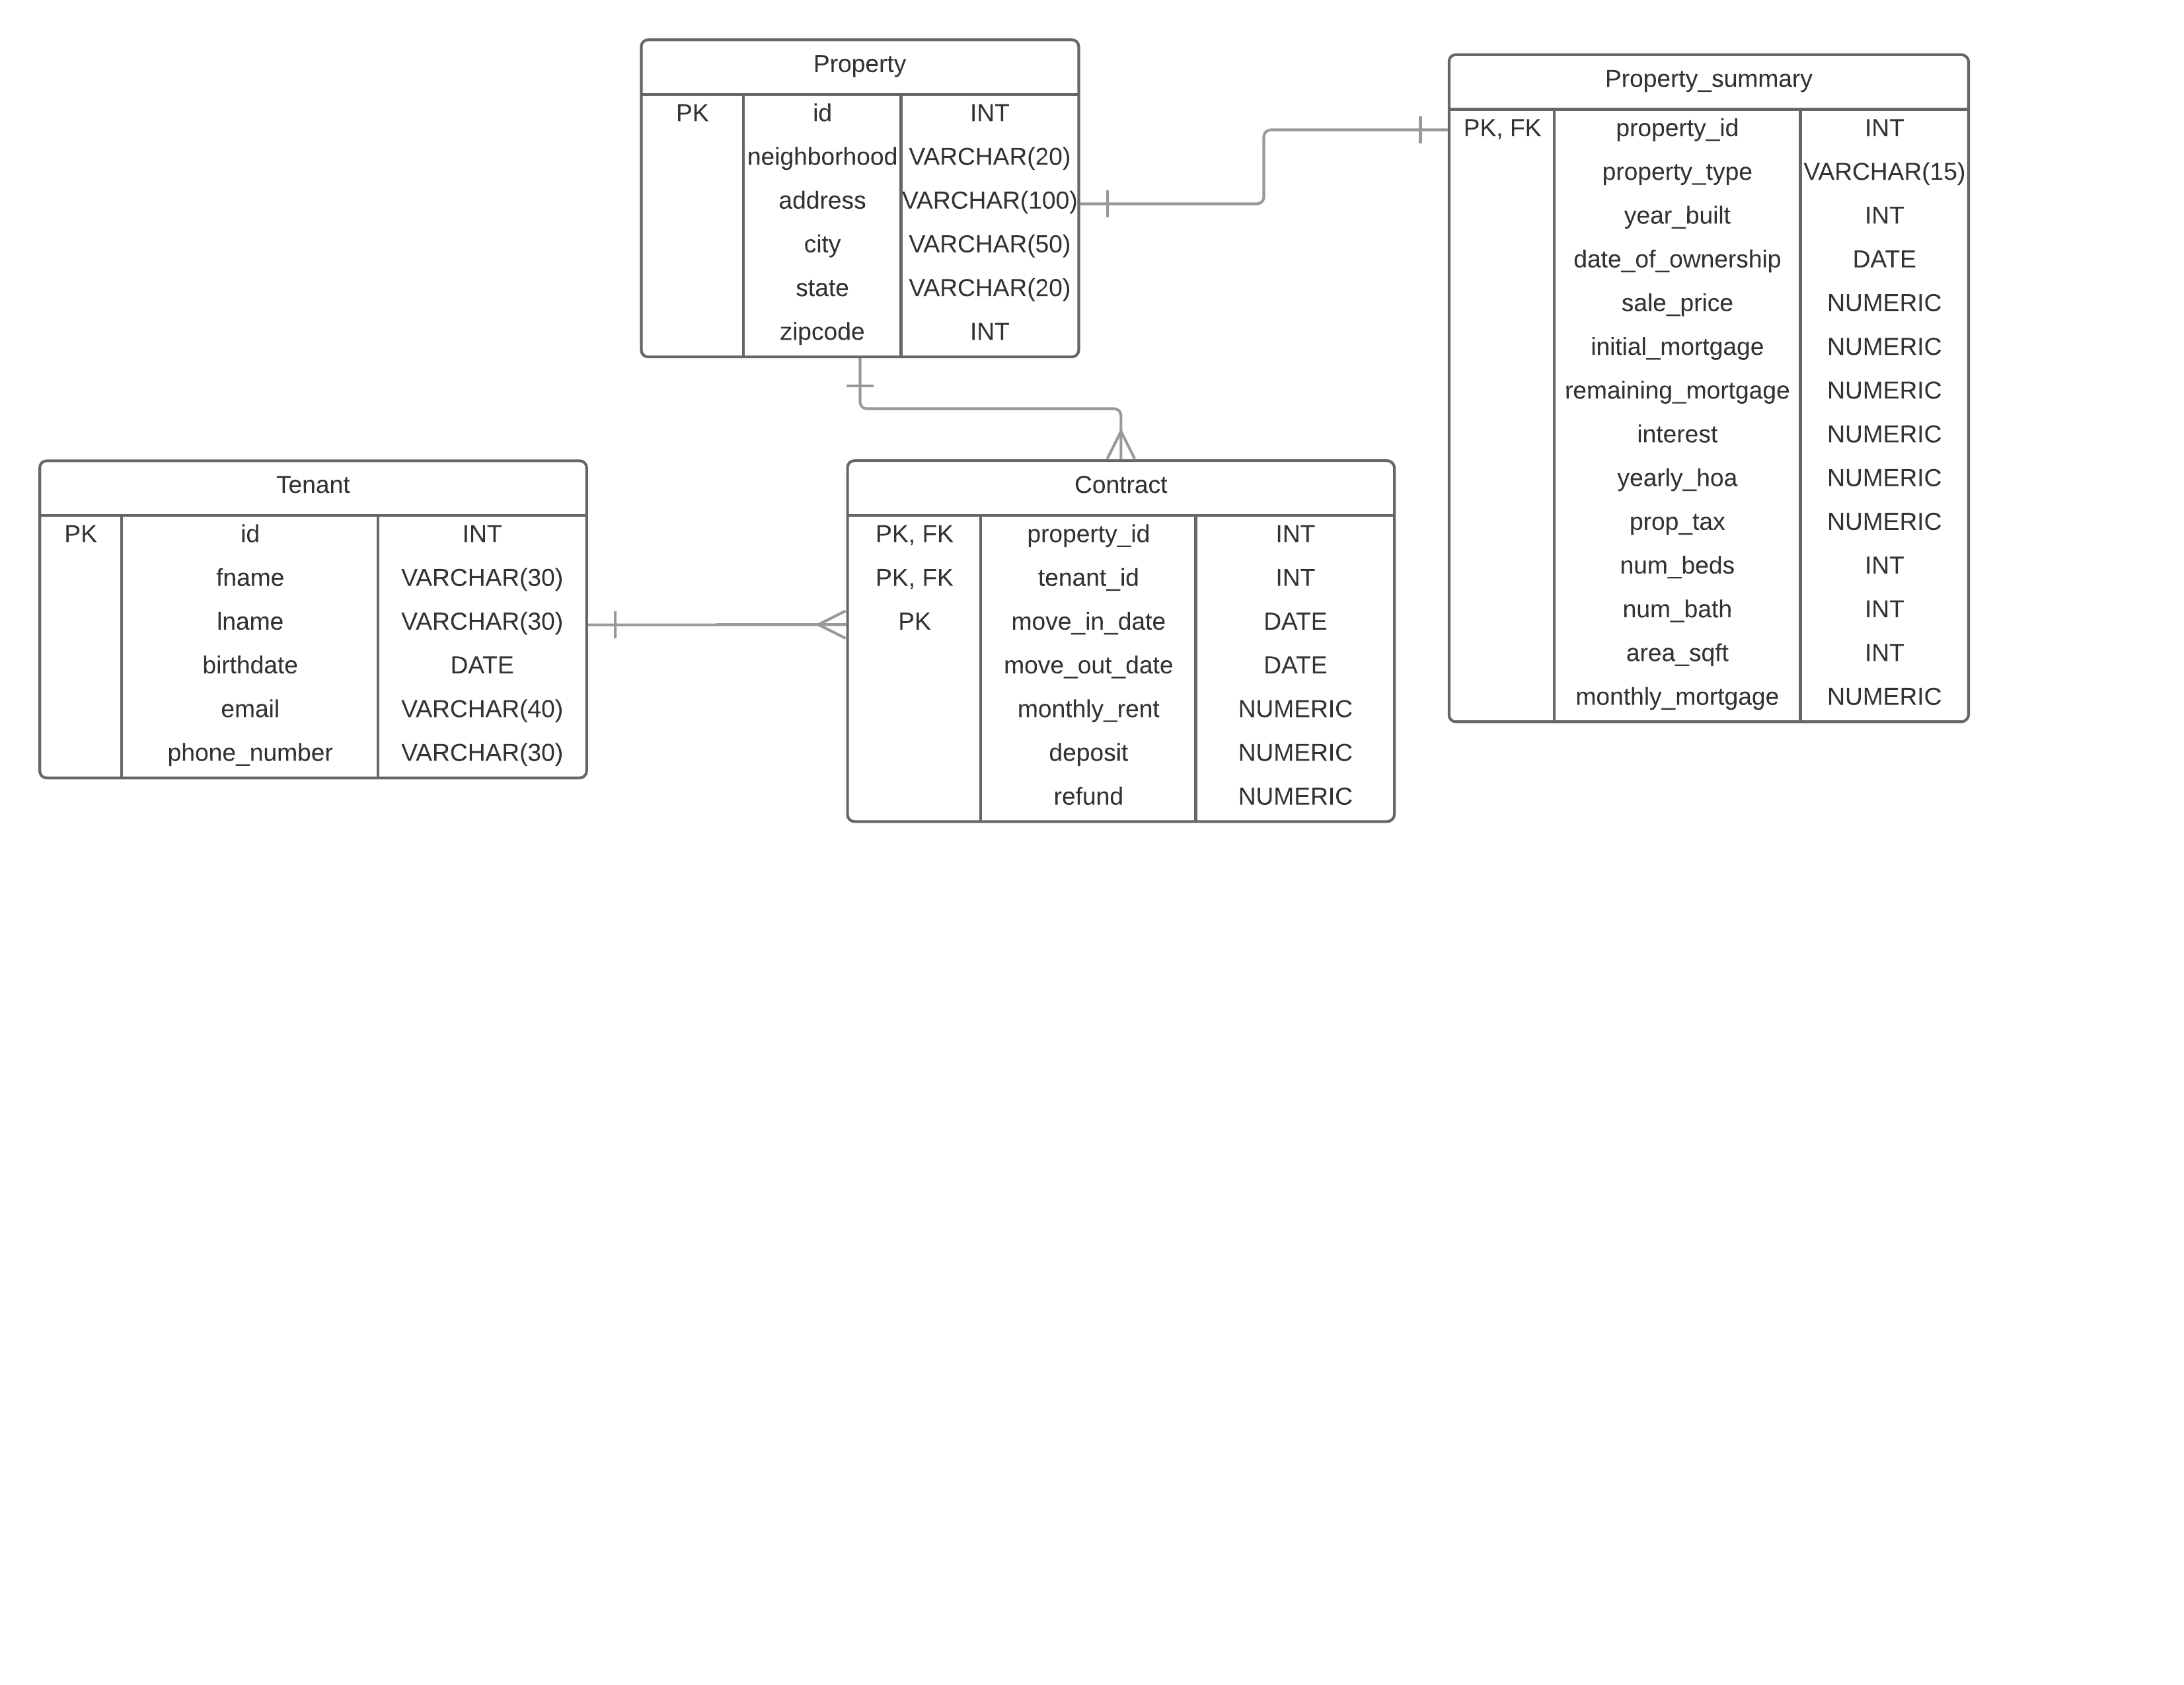 Property
PK id INT
neighborhood VARCHAR(20)
address VARCHAR(100)
city VARCHAR(50)
state VARCHAR(20)
zipcode INT
Property_summary
PK, FK property_id INT
property_type VARCHAR(15)
year_built INT
date_of_ownership DATE
sale_price NUMERIC
initial_mortgage NUMERIC
remaining_mortgage NUMERIC
interest NUMERIC
yearly_hoa NUMERIC
prop_tax NUMERIC
num_beds INT
num_bath INT
area_sqft INT
monthly_mortgage NUMERIC
Tenant
PK id INT
fname VARCHAR(30)
lname VARCHAR(30)
birthdate DATE
email VARCHAR(40)
phone_number VARCHAR(30)
Contract
PK, FK property_id INT
PK, FK tenant_id INT
PK move_in_date DATE
move_out_date DATE
monthly_rent NUMERIC
deposit NUMERIC
refund NUMERIC